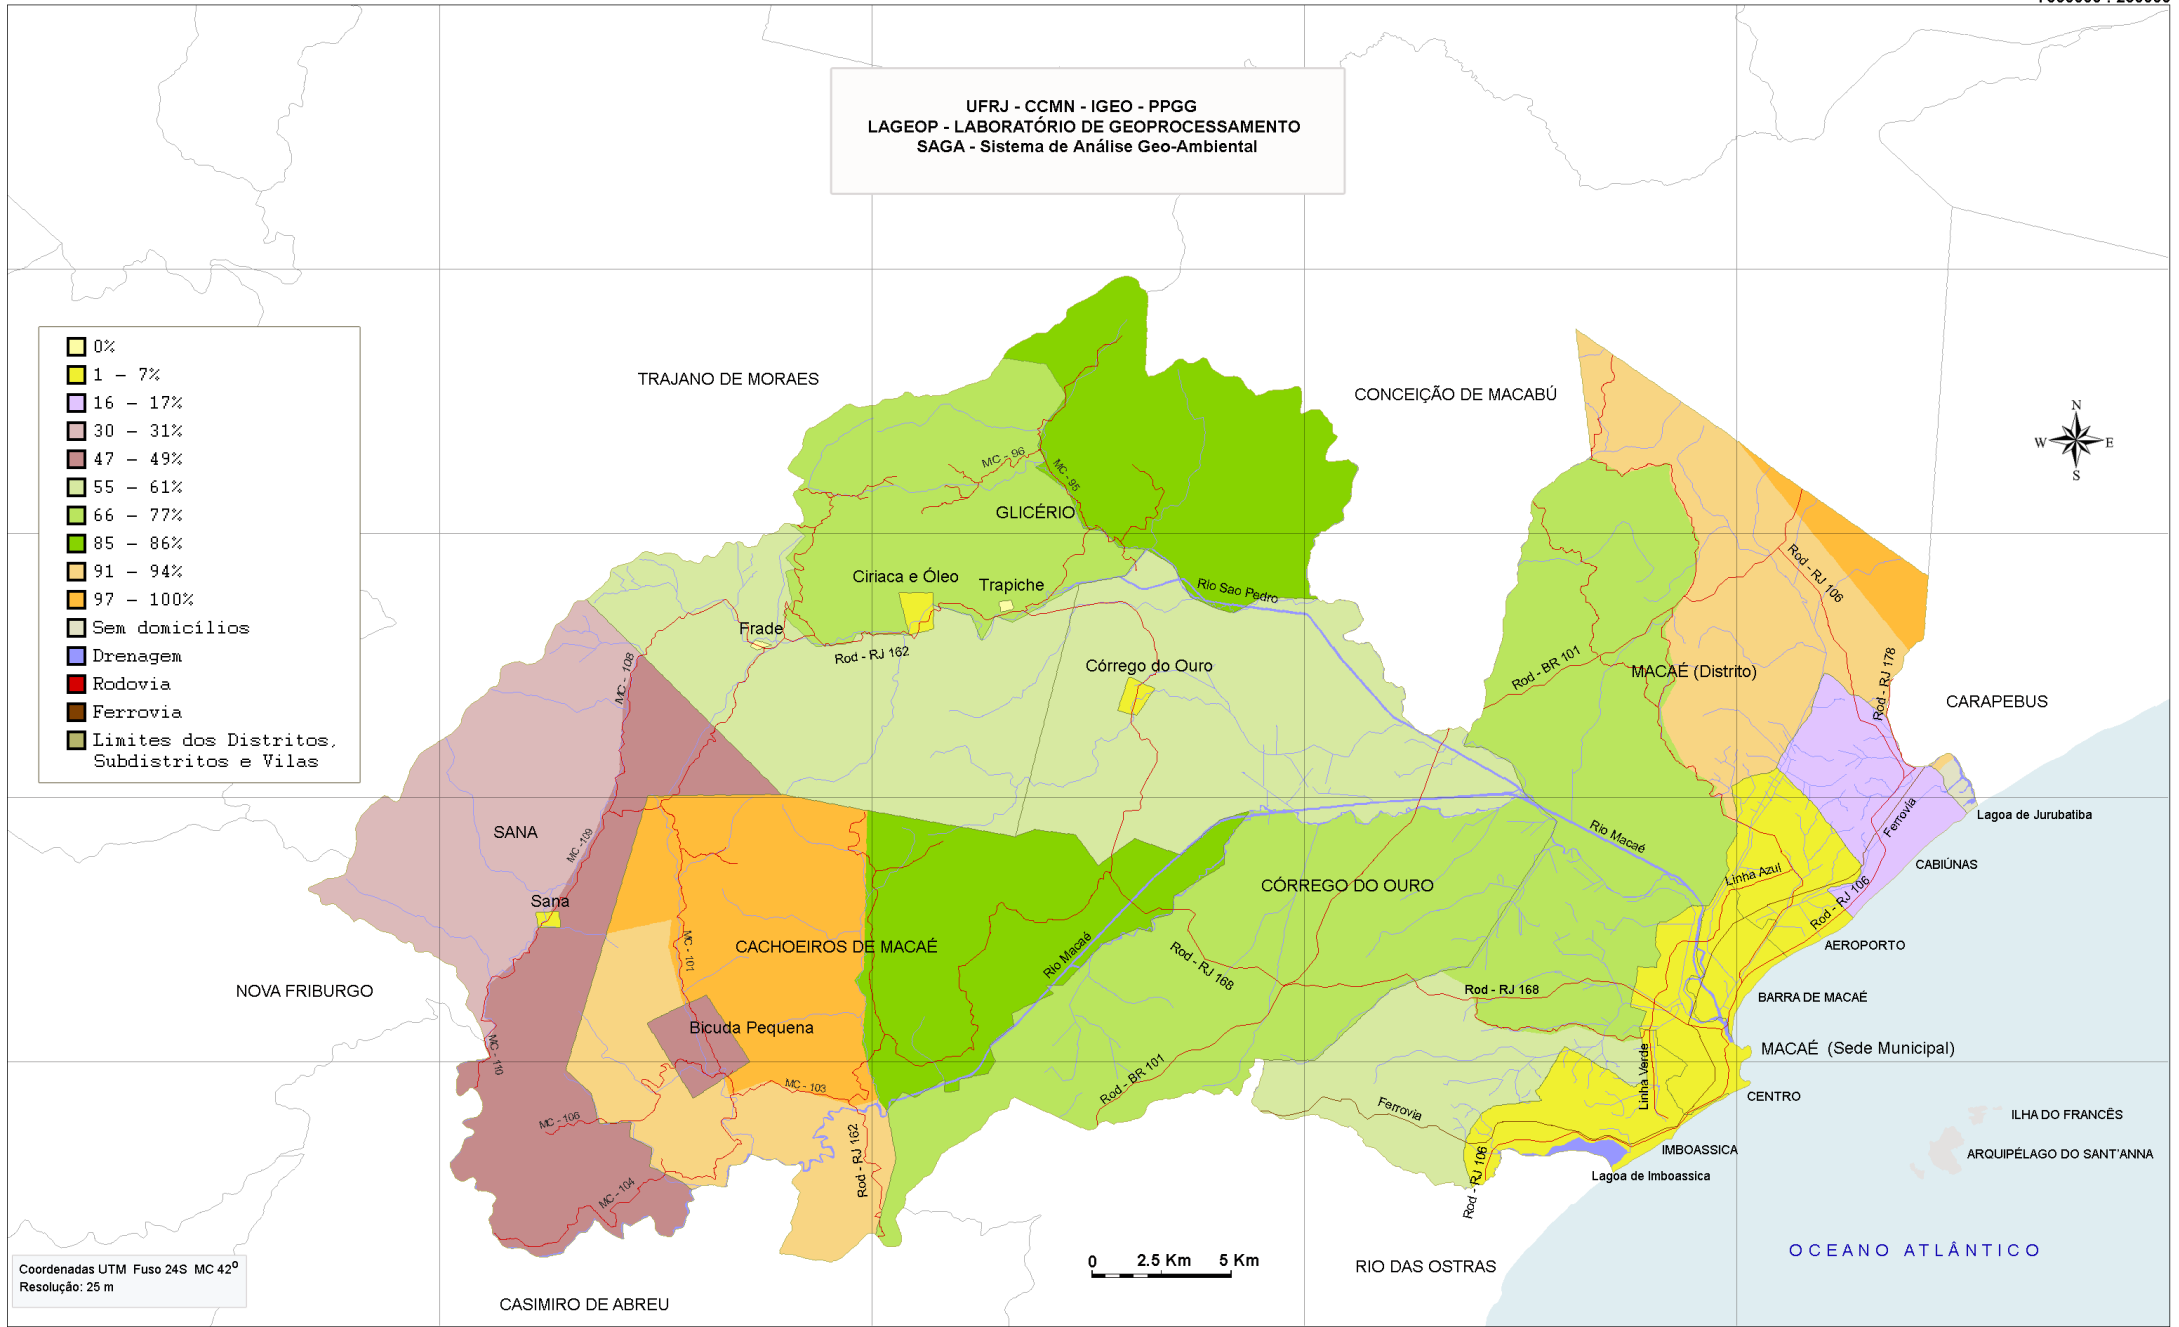 UFRJ - CCMN - IGEO - PPGG
LAGEOP - LABORATÓRIO DE GEOPROCESSAMENTO
SAGA - Sistema de Análise Geo-Ambiental
0%
1 - 7%
16 - 17%
30 - 31%
47 - 49%
55 - 61%
66 - 77%
85 - 86%
91 - 94%
97 - 100%
Sem domicílios
Drenagem
Rodovia
Ferrovia
Limites dos Distritos,
Subdistritos e Vilas
TRAJANO DE MORAES
CONCEIÇÃO DE MACABÚ
N
W
E
S
MC - 96
MC - 95
GLICÉRIO
Ciriaca e Óleo
Trapiche
Rio Sao Pedro
Rod - RJ 106
Frade
Rod - RJ 162
MC - 108
Córrego do Ouro
Rod - BR 101
MACAÉ (Distrito)
Rod - RJ 178
CARAPEBUS
SANA
MC - 109
Rio Macaé
Ferrovia
Lagoa de Jurubatiba
CABIÚNAS
Linha Azul
CÓRREGO DO OURO
Sana
Rod - RJ 106
CACHOEIROS DE MACAÉ
MC - 101
Rio Macaé
Rod - RJ 168
AEROPORTO
NOVA FRIBURGO
Rod - RJ 168
BARRA DE MACAÉ
Bicuda Pequena
MC - 110
MACAÉ (Sede Municipal)
Linha Verde
MC - 103
Rod - BR 101
CENTRO
Ferrovia
ILHA DO FRANCÊS
MC - 106
Rod - RJ 162
IMBOASSICA
ARQUIPÉLAGO DO SANT'ANNA
Lagoa de Imboassica
MC - 104
Rod - RJ 106
OCEANO ATLÂNTICO
0 2.5 Km 5 Km
RIO DAS OSTRAS
Coordenadas UTM Fuso 24S MC 42º
Resolução: 25 m
CASIMIRO DE ABREU